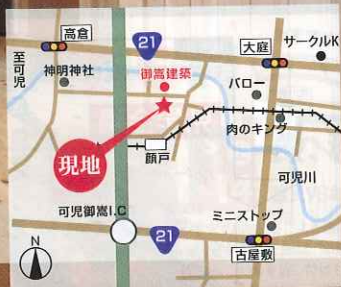 高倉
21
大庭
サークルK
至可児
神明神社
御嵩建築
バロー
肉のキング
現地
顔戸
可児川
可児御嵩I.C
ミニストップ
N
21
古屋敷